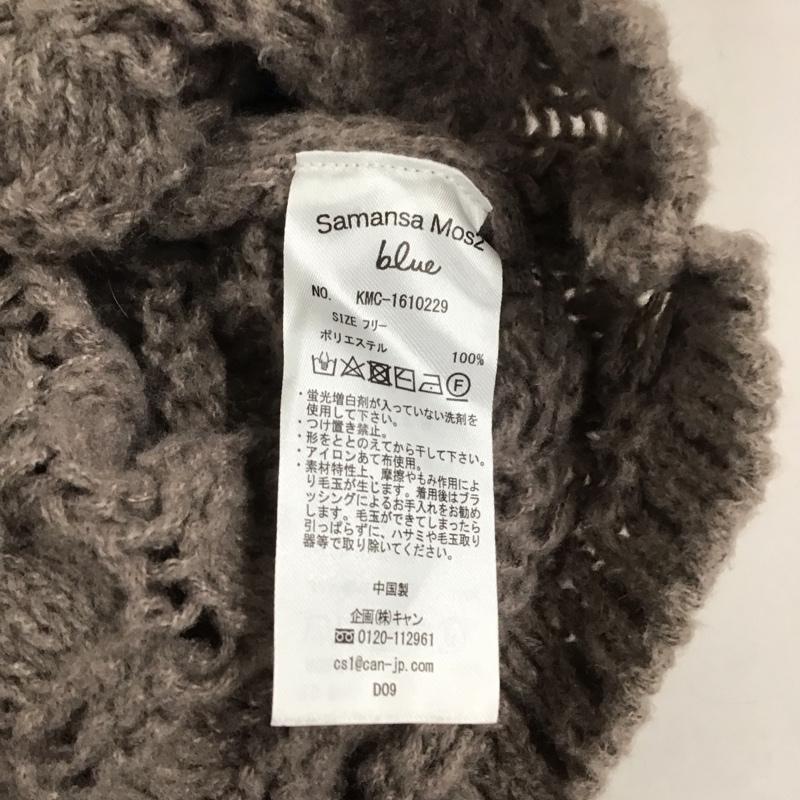 Samansa Mos2
blue
NO. KMC-1610229
SIZE フリー
ポリエステル 100%
F
・蛍光増白剤が入っていない洗剤を
使用して下さい。
・つけ置き禁止。
・形をととのえてから干して下さい。
・アイロンあて布使用。
・素材特性上、摩擦やもみ作用によ
り毛玉が生じます。着用後はブラ
ッシングによるお手入れをお勧め
します。毛玉ができてしまったら
引っぱらずに、ハサミや毛玉取り
器等で取り除いてください。
中国製
企画(株)キャン
0120-112961
cs1@can-jp.com
D09